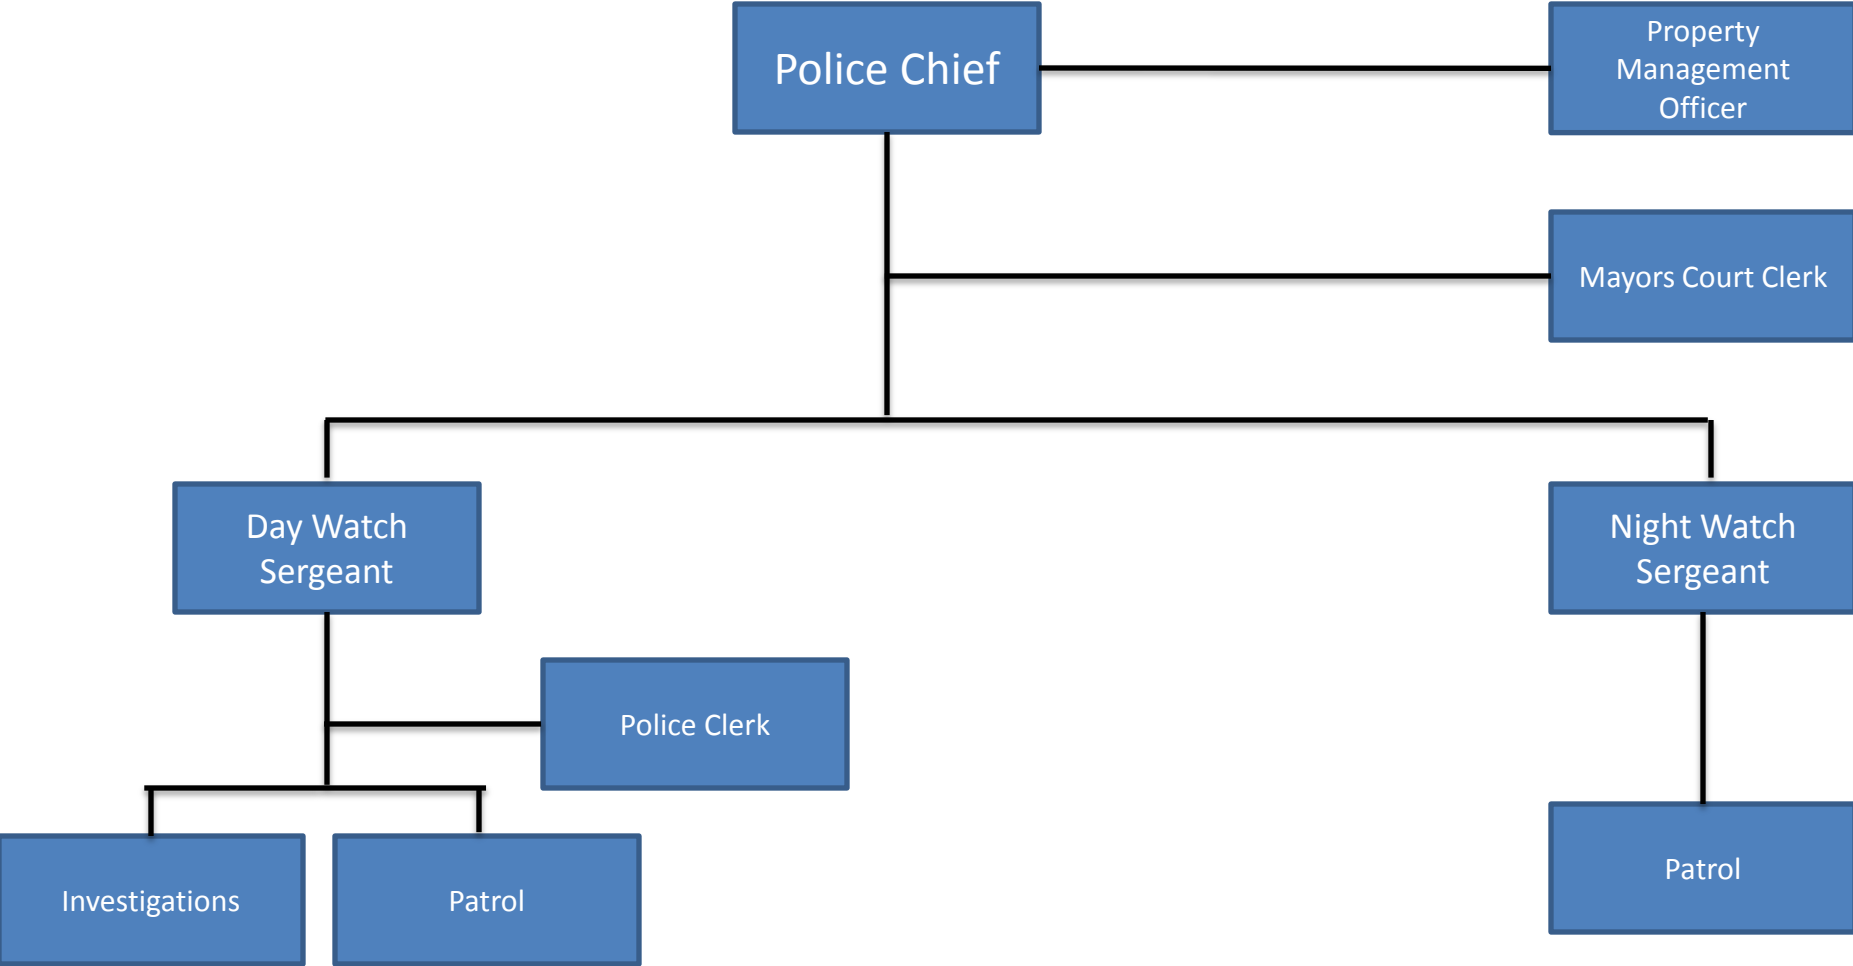 Police Chief
Property
Management
Officer
Mayors Court Clerk
Day Watch
Sergeant
Night Watch
Sergeant
Police Clerk
Investigations
Patrol
Patrol